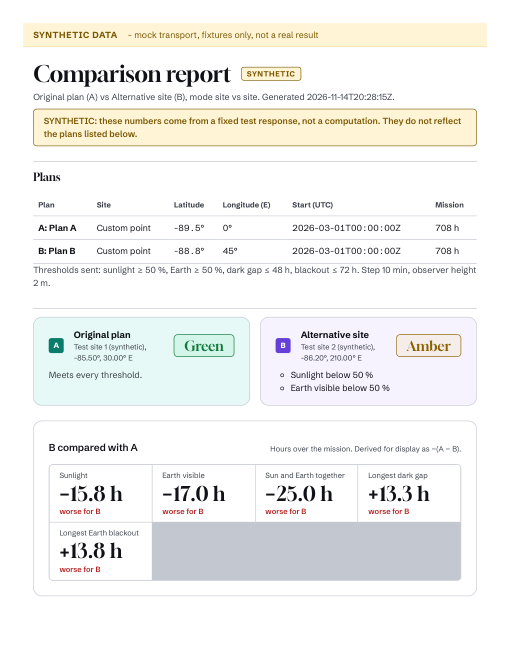 SYNTHETIC DATA – mock transport, fixtures only, not a real result
Comparison report SYNTHETIC
Original plan (A) vs Alternative site (B), mode site vs site. Generated 2026-11-14T20:28:15Z.
SYNTHETIC: these numbers come from a fixed test response, not a computation. They do not reflect
the plans listed below.
Plans
Plan Site Latitude Longitude (E) Start (UTC) Mission
A: Plan A Custom point -89.5° 0° 2026-03-01T00:00:00Z 708 h
B: Plan B Custom point -88.8° 45° 2026-03-01T00:00:00Z 708 h
Thresholds sent: sunlight ≥ 50 %, Earth ≥ 50 %, dark gap ≤ 48 h, blackout ≤ 72 h. Step 10 min, observer height
2 m.
A
Original plan
Test site 1 (synthetic),
-85.50°, 30.00° E
Green
Meets every threshold.
B
Alternative site
Test site 2 (synthetic),
-86.20°, 210.00° E
Amber
Sunlight below 50 %
Earth visible below 50 %
B compared with A Hours over the mission. Derived for display as −(A − B).
Sunlight Earth visible Sun and Earth together Longest dark gap
−15.8 h −17.0 h −25.0 h +13.3 h
worse for B worse for B worse for B worse for B
Longest Earth blackout
+13.8 h
worse for B